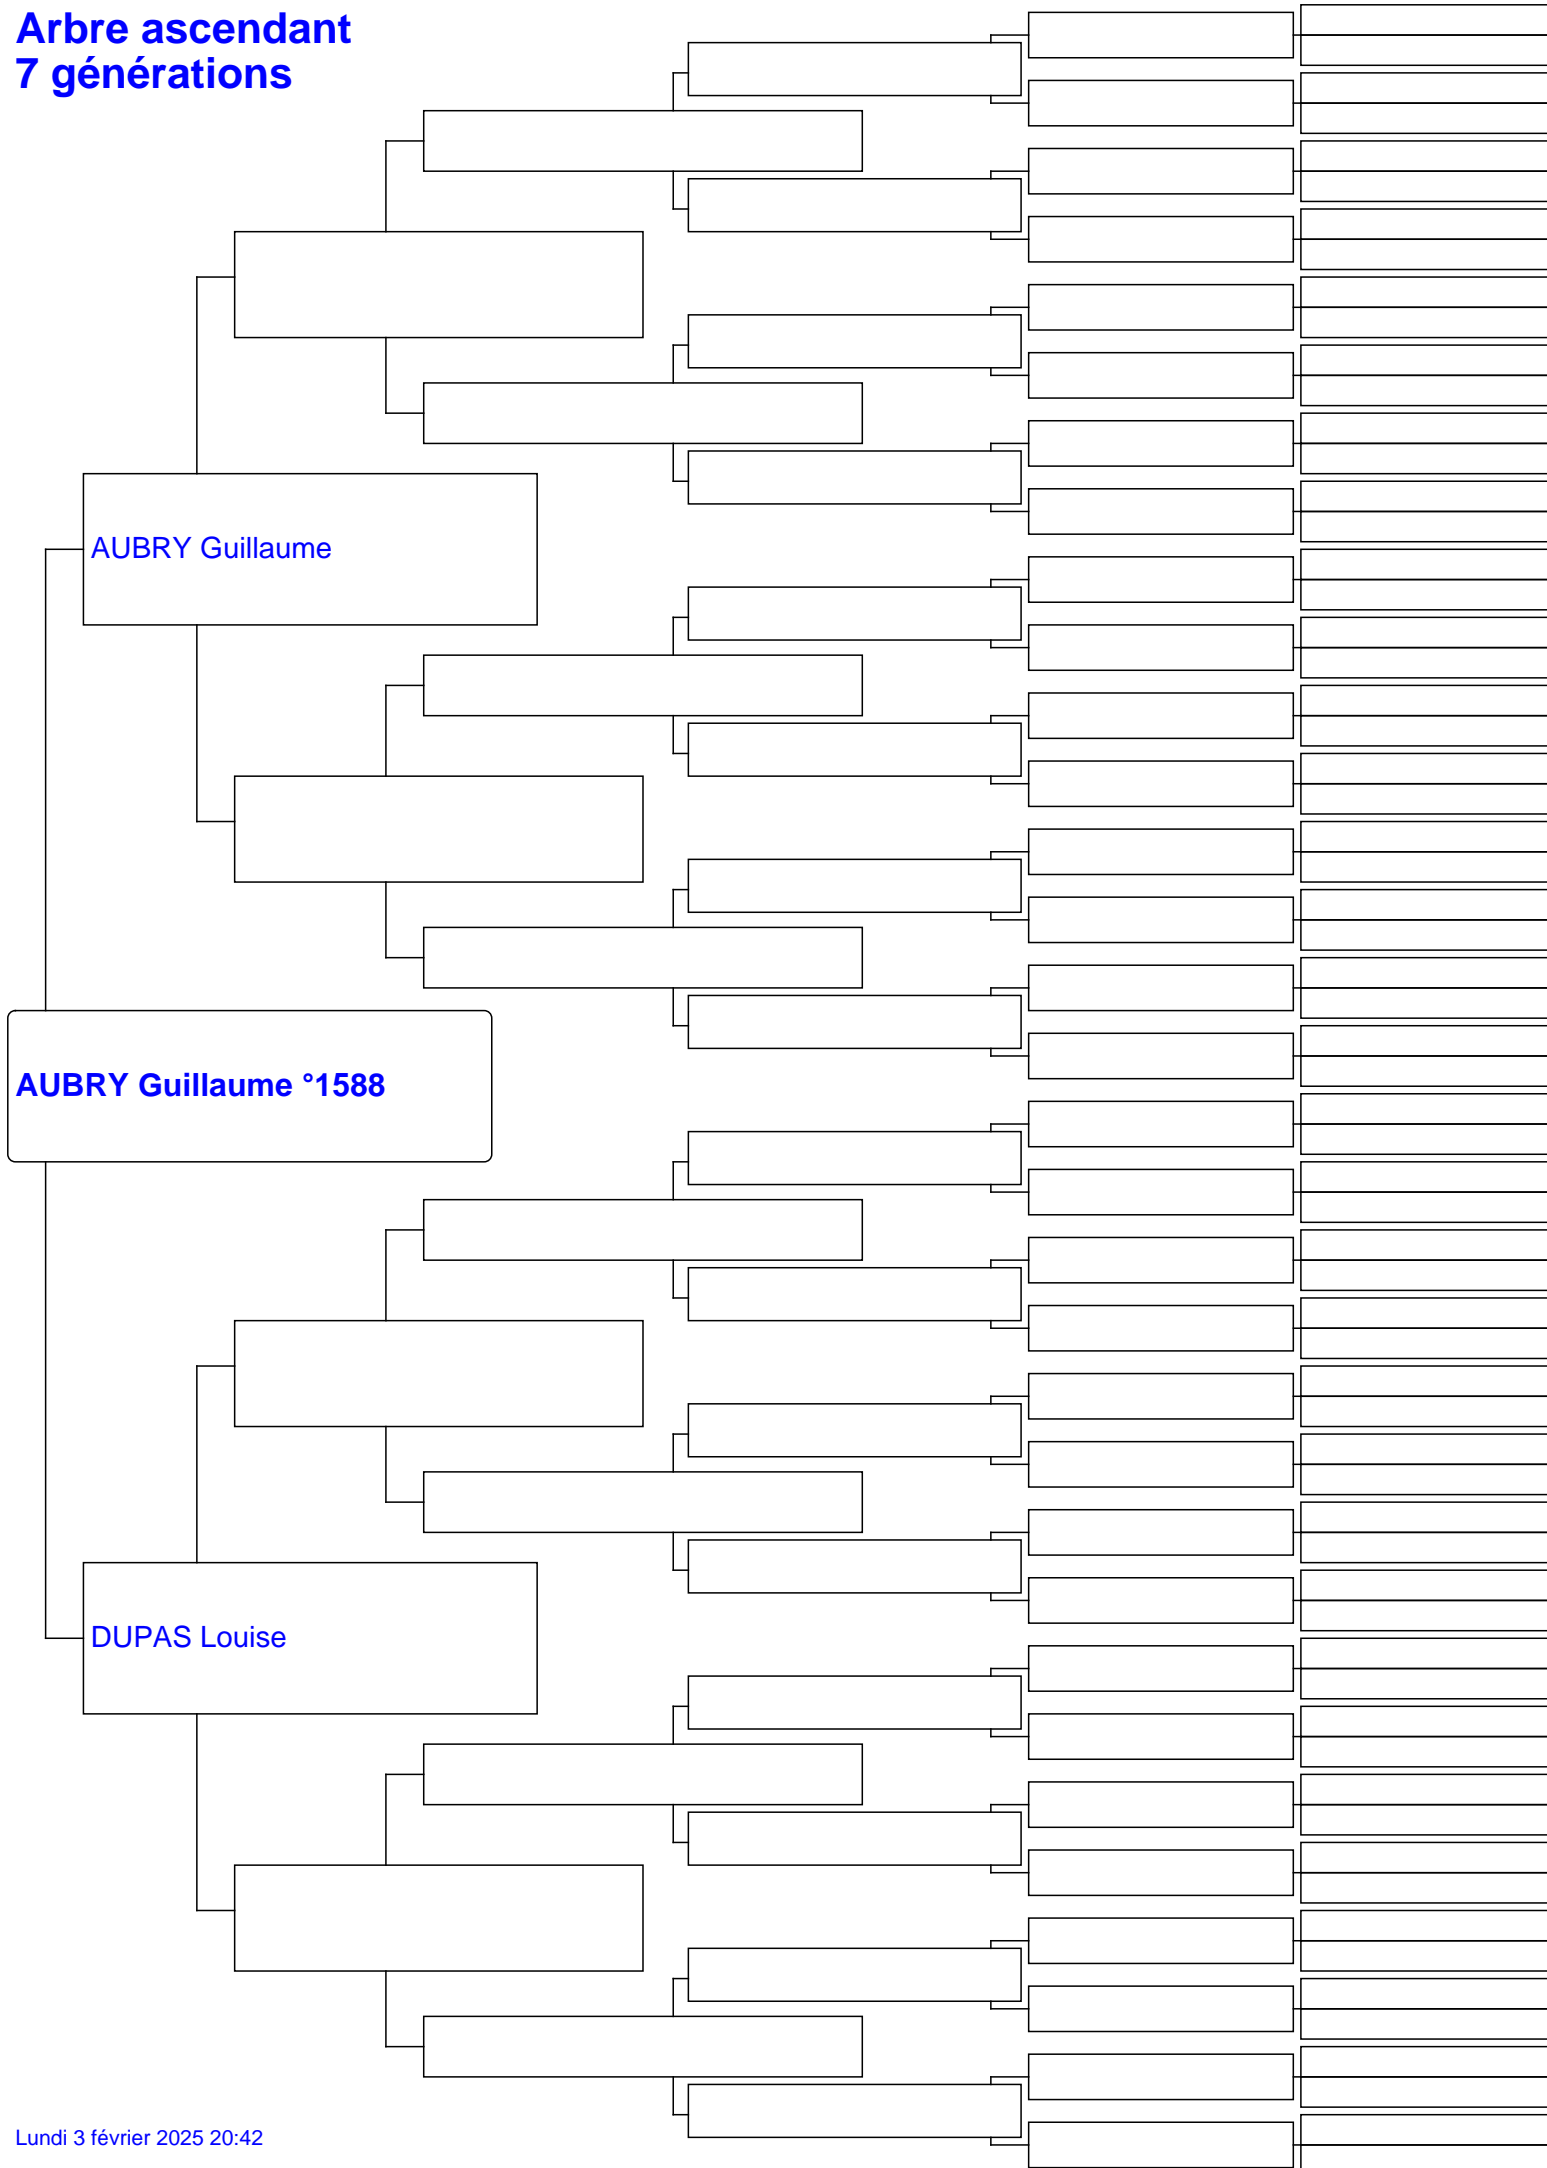 Arbre ascendant
7 générations
AUBRY Guillaume
AUBRY Guillaume °1588
DUPAS Louise
Lundi 3 février 2025 20:42